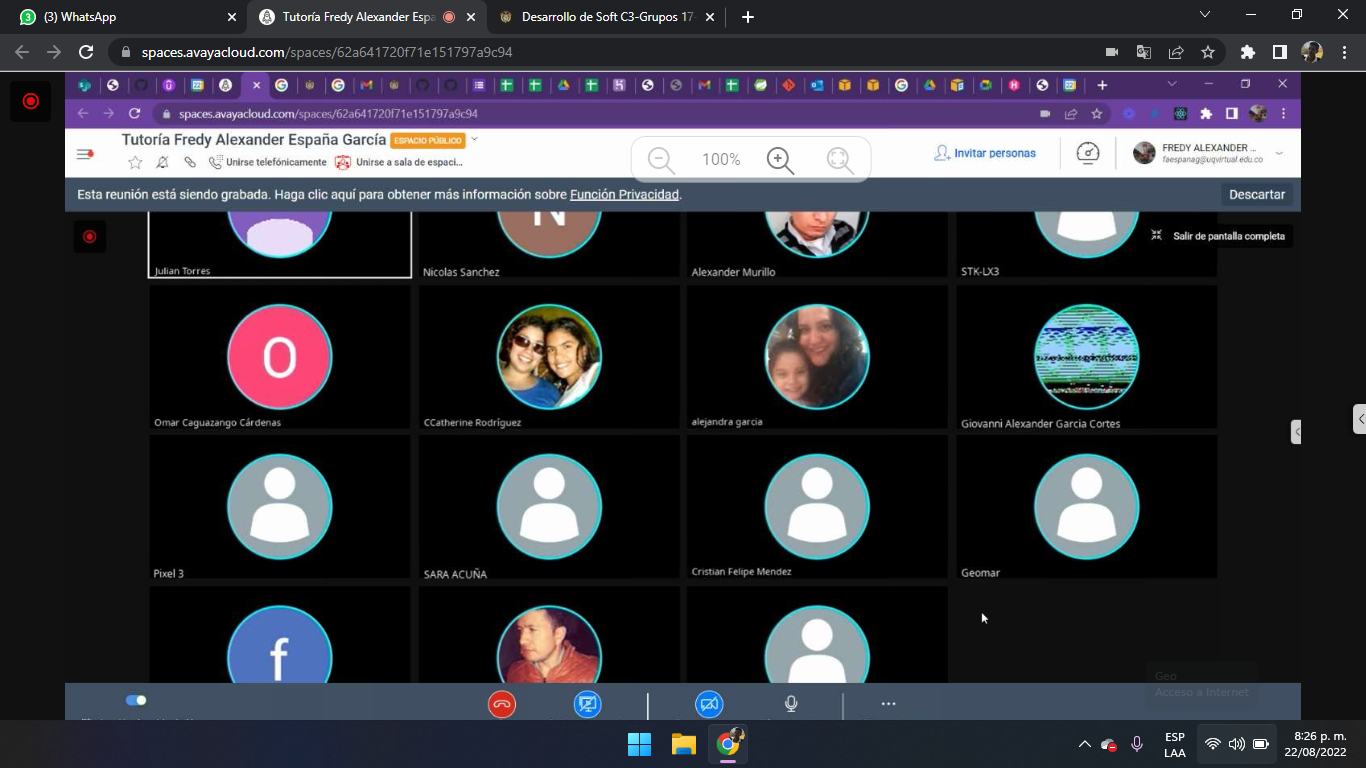 (3) WhatsApp
Tutoría Fredy Alexander Espa
Desarrollo de Soft C3-Grupos 17
spaces.avayacloud.com/spaces/62a641720f71e151797a9c94
spaces.avayacloud.com/spaces/62a641720f71e151797a9c94
Tutoría Fredy Alexander España García
ESPACIO PÚBLICO
Unirse telefónicamente
Unirse a sala de espaci...
100%
Invitar personas
FREDY ALEXANDER ...
faespanag@uqvirtual.edu.co
Esta reunión está siendo grabada. Haga clic aquí para obtener más información sobre Función Privacidad.
Descartar
Salir de pantalla completa
N
Julian Torres
Nicolas Sanchez
Alexander Murillo
STK-LX3
O
Omar Caguazango Cárdenas
CCatherine Rodríguez
alejandra garcia
Giovanni Alexander Garcia Cortes
Pixel 3
SARA ACUÑA
Cristian Felipe Mendez
Geomar
f
Geo
Acceso a Internet
ESP
LAA
8:26 p. m.
22/08/2022